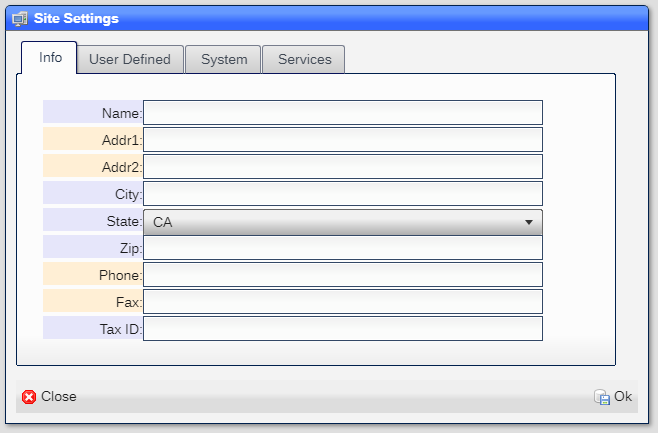 Site Settings
Info User Defined System Services
Name:
Addr1:
Addr2:
City:
State: CA
Zip:
Phone:
Fax:
Tax ID:
Close Ok